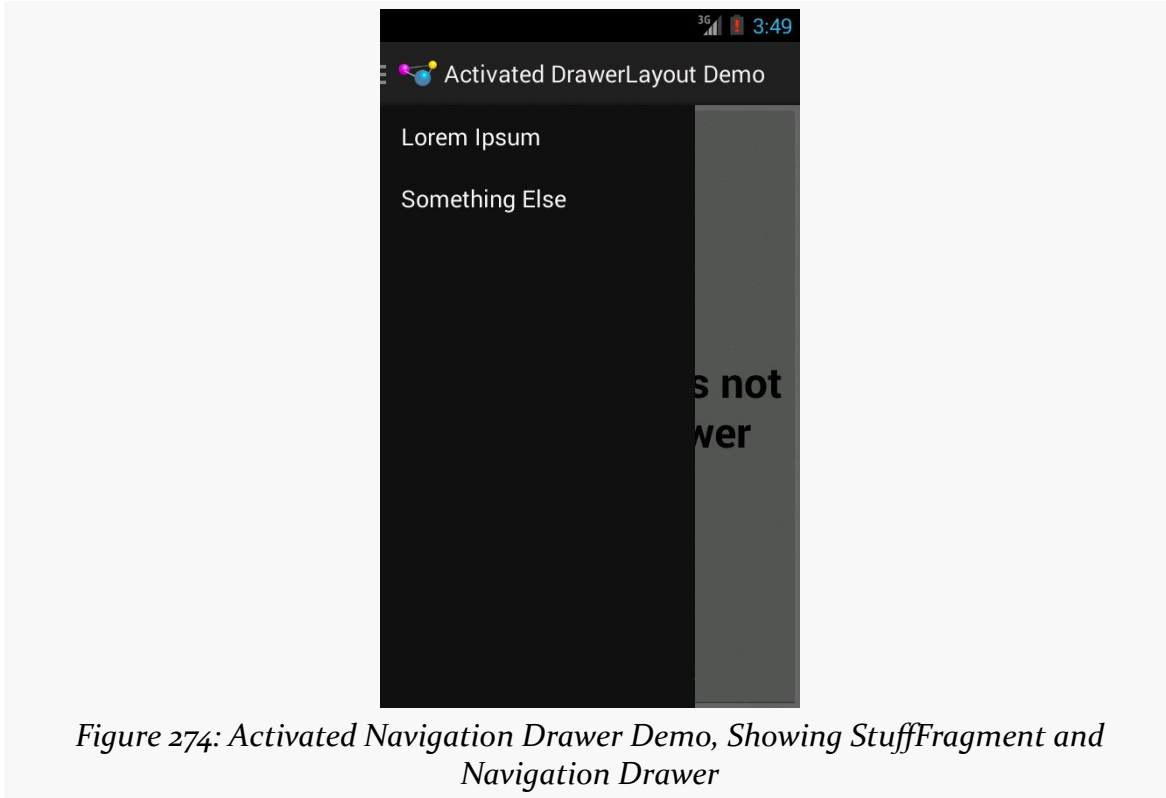 3G 3:49
Activated DrawerLayout Demo
Lorem Ipsum
Something Else
s not
wer
Figure 274: Activated Navigation Drawer Demo, Showing StuffFragment and
Navigation Drawer